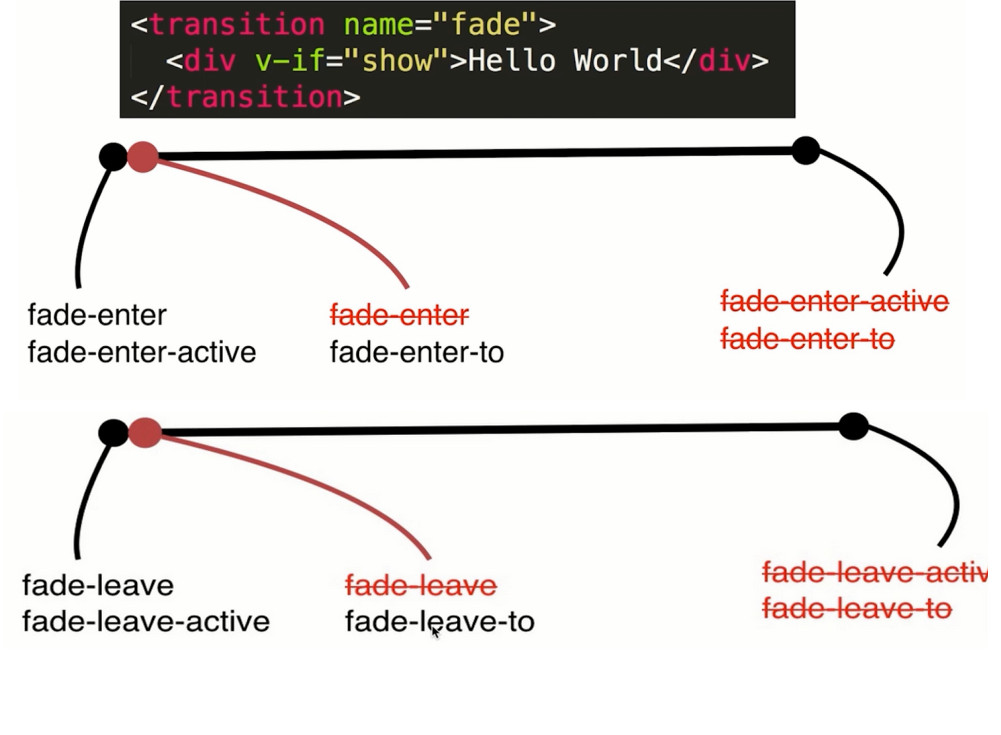 <transition name="fade">
<div v-if="show">Hello World</div>
</transition>
fade-enter
fade-enter-active
fade-enter
fade-enter-to
fade-enter-active
fade-enter-to
fade-leave
fade-leave-active
fade-leave
fade-leave-to
fade-leave-activ
fade-leave-to